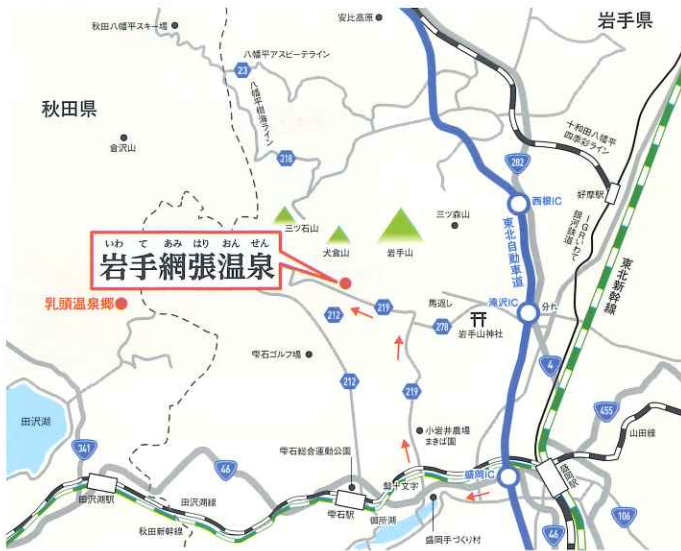 秋田八幡平スキー場
安比高原
岩手県
八幡平アスピーテライン
23
八幡平樹海ライン
秋田県
倉沢山
318
十和田八幡平
四季彩ライン
282
好摩駅
西根IC
IGRいわて
銀河鉄道
東北自動車道
東北新幹線
三ツ石山
犬倉山
岩手山
三ツ森山
いわてあみはりおんせん
岩手網張温泉
乳頭温泉郷
馬返し
滝沢IC
分れ
212
219
278
岩手山神社
雫石ゴルフ場
4
212
219
田沢湖
455
小岩井農場
まきば園
山田線
341
46
雫石総合運動公園
盛岡IC
盛岡駅
田沢湖駅
田沢湖線
雫石駅
繋十文字
秋田新幹線
御所湖
盛岡手づくり村
46
106